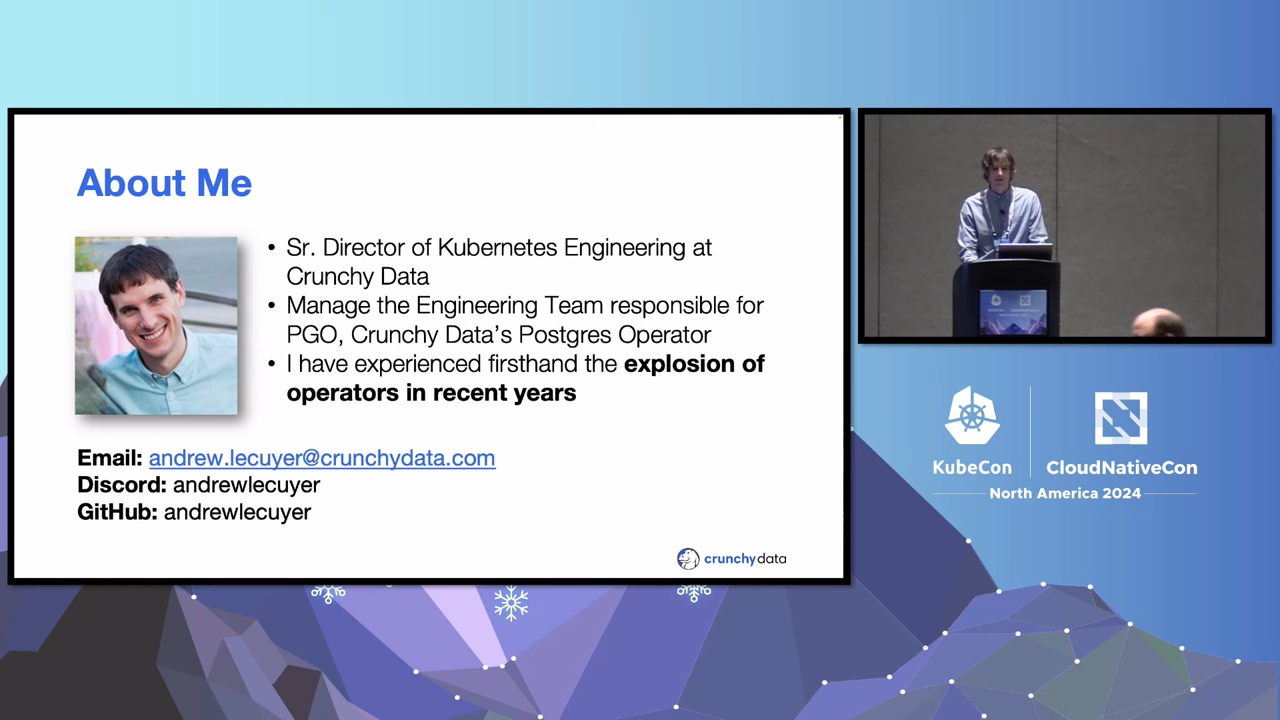 About Me
• Sr. Director of Kubernetes Engineering at
Crunchy Data
• Manage the Engineering Team responsible for
PGO, Crunchy Data’s Postgres Operator
• I have experienced firsthand the explosion of
operators in recent years
Email: andrew.lecuyer@crunchydata.com
Discord: andrewlecuyer
GitHub: andrewlecuyer
crunchydata
KubeCon
CloudNativeCon
North America 2024